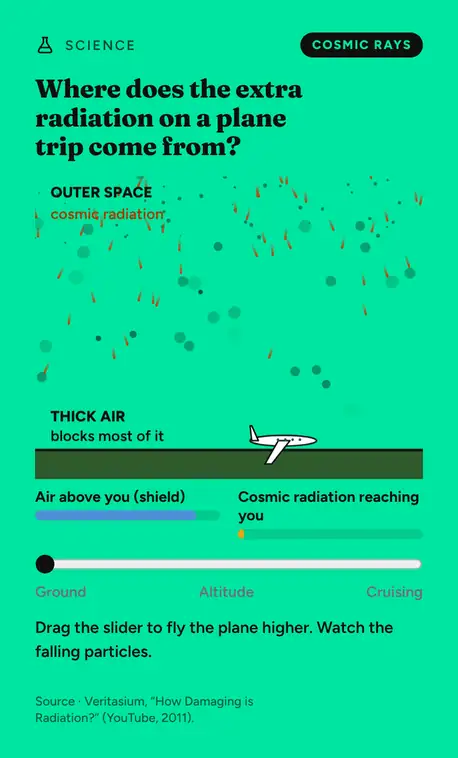 SCIENCE
COSMIC RAYS
Where does the extra
radiation on a plane
trip come from?
OUTER SPACE
cosmic radiation
THICK AIR
blocks most of it
Air above you (shield)
Cosmic radiation reaching
you
Ground
Altitude
Cruising
Drag the slider to fly the plane higher. Watch the
falling particles.
Source · Veritasium, “How Damaging is
Radiation?” (YouTube, 2011).